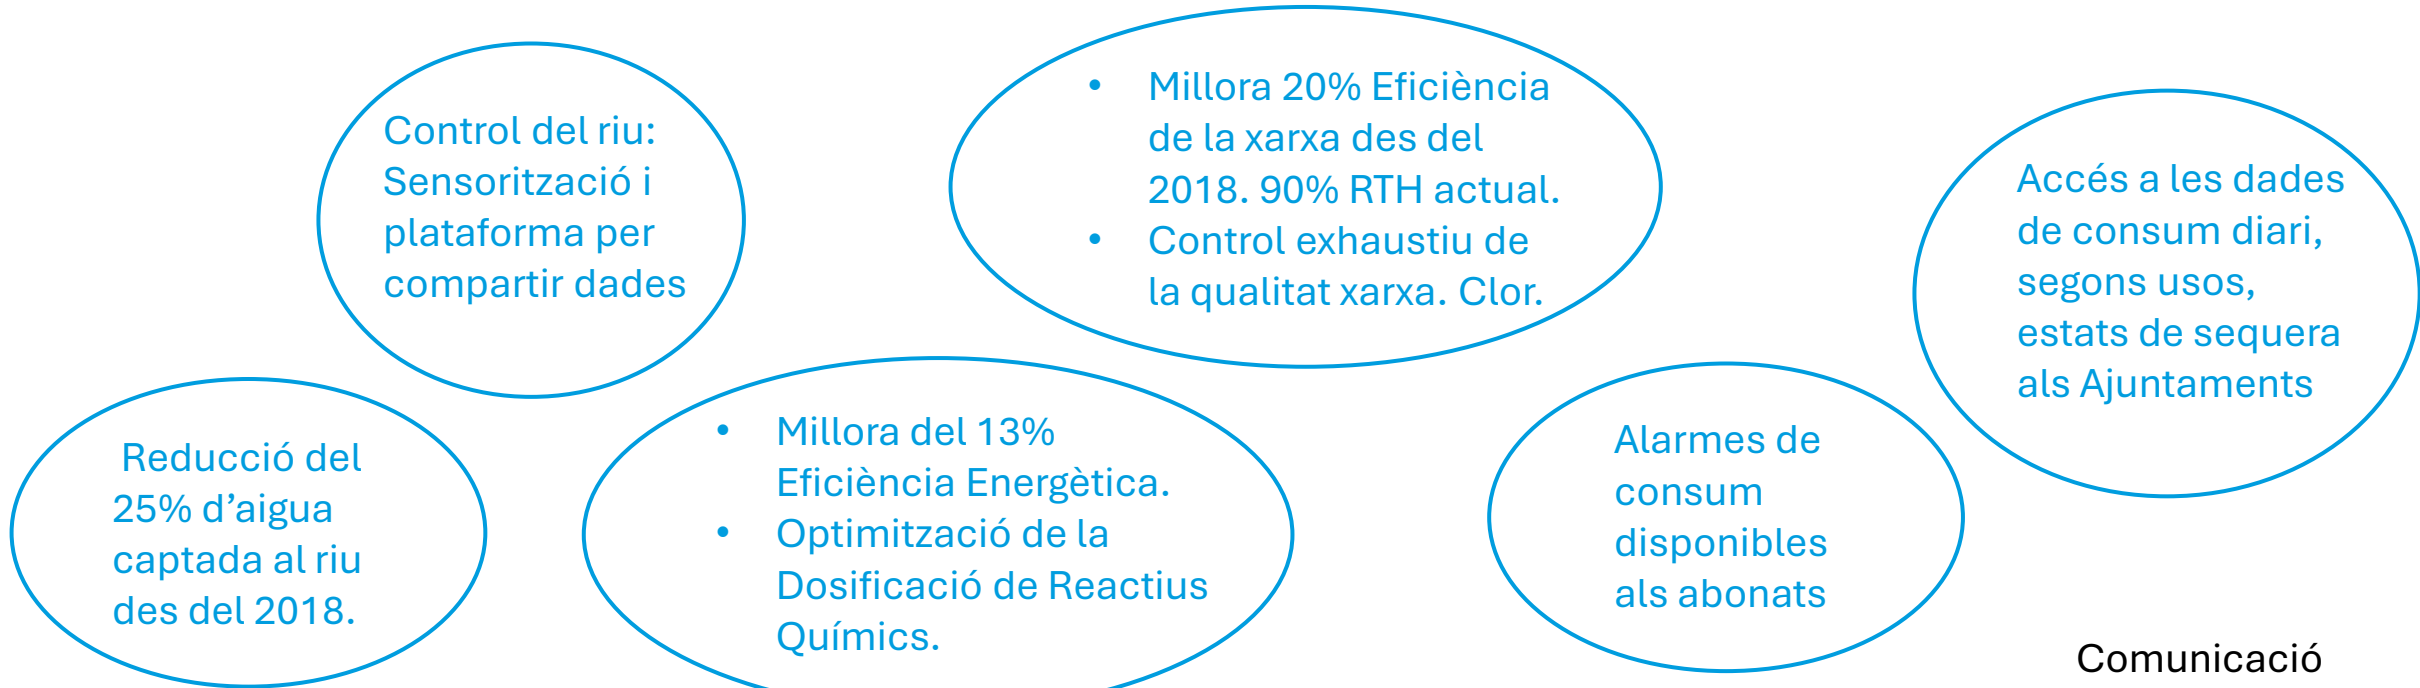 Control del riu:
Sensorització i
plataforma per
compartir dades
• Millora 20% Eficiència
de la xarxa des del
2018. 90% RTH actual.
• Control exhaustiu de
la qualitat xarxa. Clor.
Accés a les dades
de consum diari,
segons usos,
estats de sequera
als Ajuntaments
Reducció del
25% d’aigua
captada al riu
des del 2018.
• Millora del 13%
Eficiència Energètica.
• Optimització de la
Dosificació de Reactius
Químics.
Alarmes de
consum
disponibles
als abonats
Comunicació